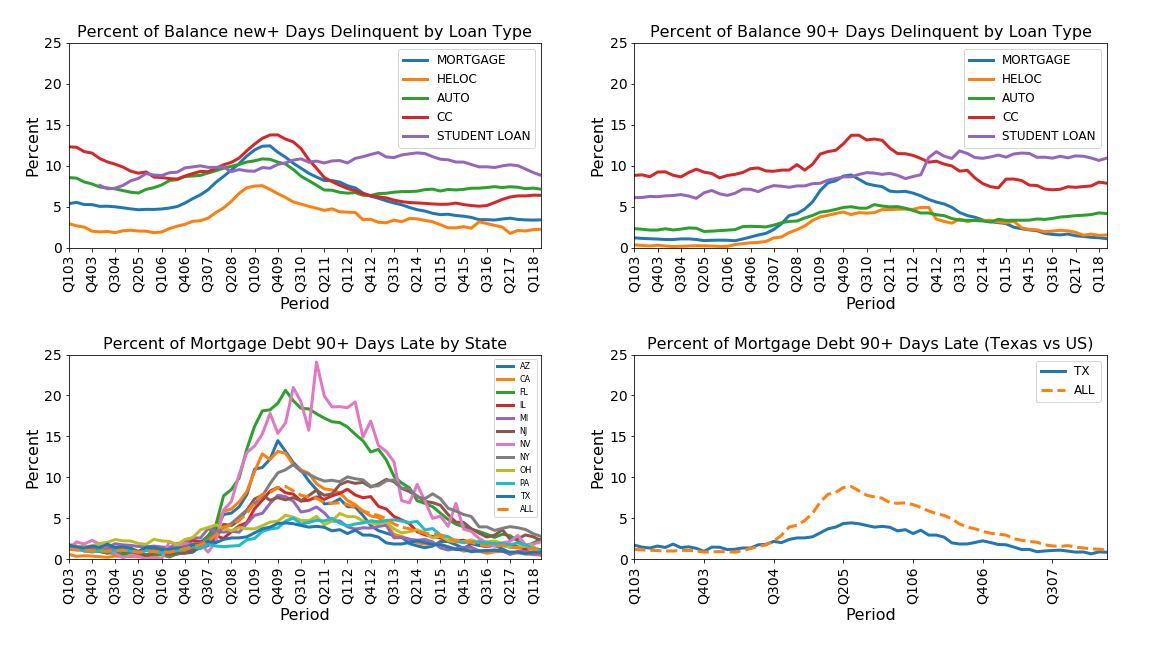 Percent of Balance new+ Days Delinquent by Loan Type
25
20
15
10
5
0
Percent
MORTGAGE
HELOC
AUTO
CC
STUDENT LOAN
Q103
Q403
Q304
Q205
Q106
Q406
Q307
Q208
Q109
Q409
Q310
Q211
Q112
Q412
Q313
Q214
Q115
Q415
Q316
Q217
Q118
Period
Percent of Balance 90+ Days Delinquent by Loan Type
25
20
15
10
5
0
Percent
MORTGAGE
HELOC
AUTO
CC
STUDENT LOAN
Q103
Q403
Q304
Q205
Q106
Q406
Q307
Q208
Q109
Q409
Q310
Q211
Q112
Q412
Q313
Q214
Q115
Q415
Q316
Q217
Q118
Period
Percent of Mortgage Debt 90+ Days Late by State
25
20
15
10
5
0
Percent
AZ
CA
FL
IL
MI
NJ
NV
NY
OH
PA
TX
ALL
Q103
Q403
Q304
Q205
Q106
Q406
Q307
Q208
Q109
Q409
Q310
Q211
Q112
Q412
Q313
Q214
Q115
Q415
Q316
Q217
Q118
Period
Percent of Mortgage Debt 90+ Days Late (Texas vs US)
25
20
15
10
5
0
Percent
TX
ALL
Q103
Q403
Q304
Q205
Q106
Q406
Q307
Period